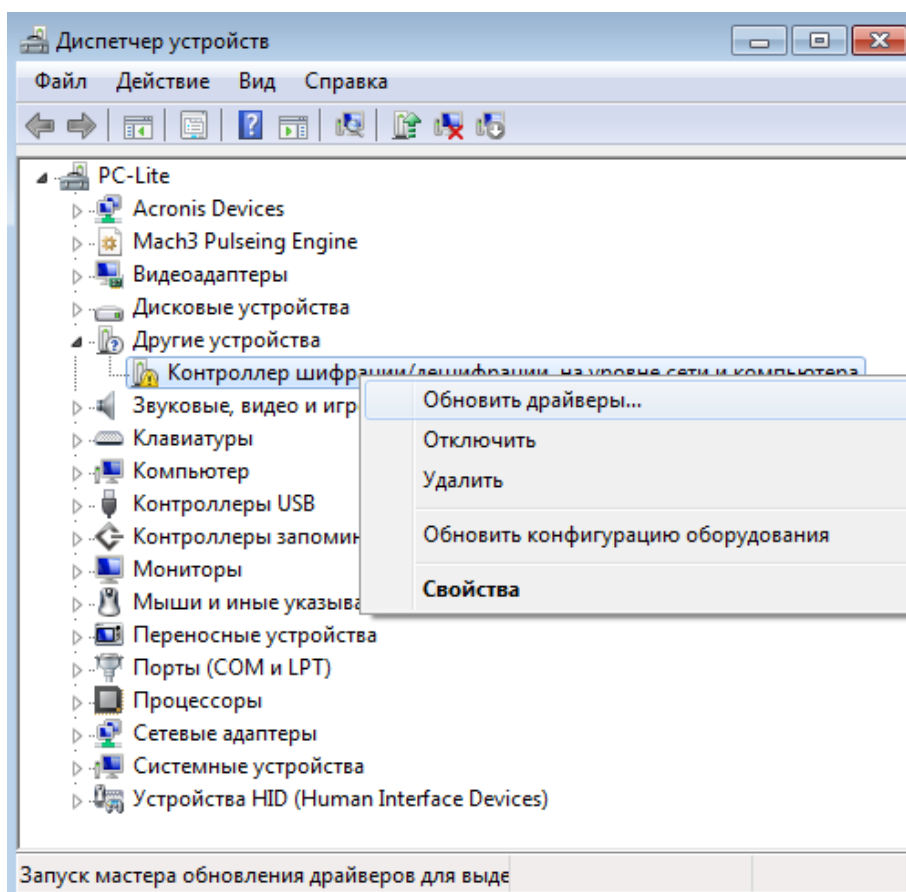 Диспетчер устройств
Файл Действие Вид Справка
PC-Lite
Acronis Devices
Mach3 Pulseing Engine
Видеоадаптеры
Дисковые устройства
Другие устройства
Контроллер шифрации/дешифрации на уровне сети и компьютера
Звуковые, видео и игр
Клавиатуры
Компьютер
Контроллеры USB
Контроллеры запомин
Мониторы
Мыши и иные указыва
Переносные устройства
Порты (COM и LPT)
Процессоры
Сетевые адаптеры
Системные устройства
Устройства HID (Human Interface Devices)
Обновить драйверы...
Отключить
Удалить
Обновить конфигурацию оборудования
Свойства
Запуск мастера обновления драйверов для выде